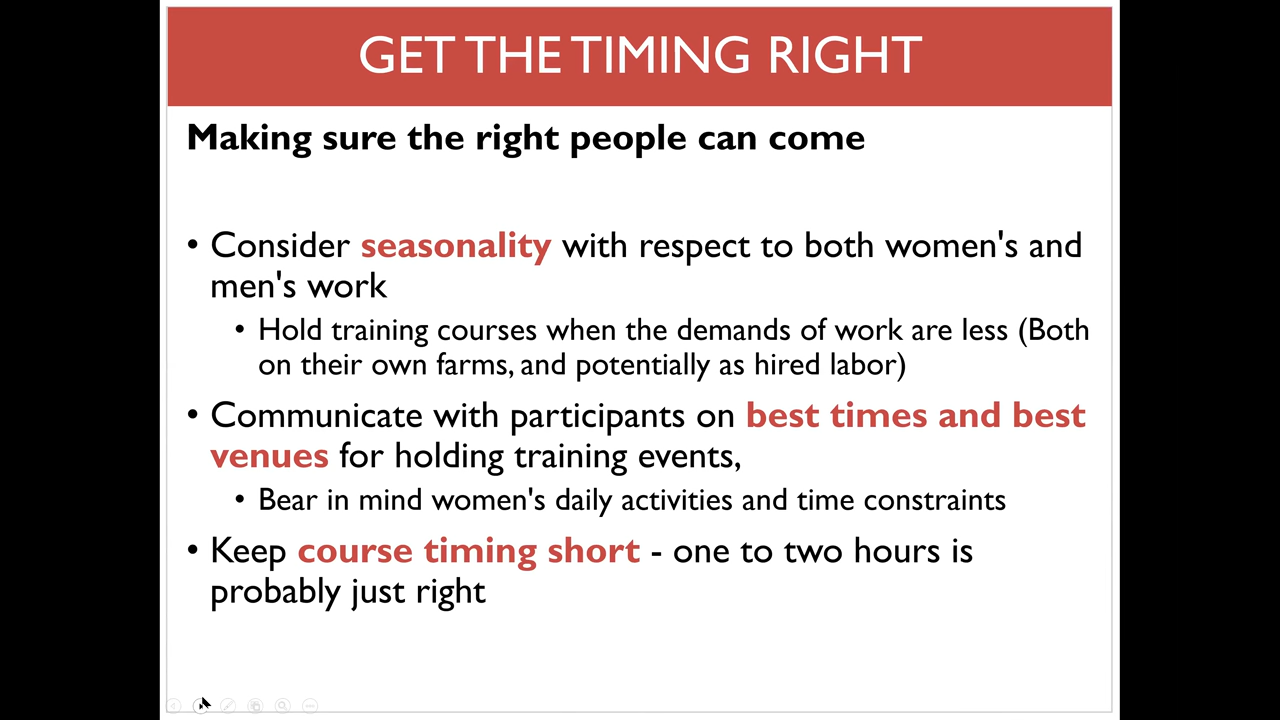 GET THE TIMING RIGHT
Making sure the right people can come
• Consider seasonality with respect to both women's and
men's work
• Hold training courses when the demands of work are less (Both
on their own farms, and potentially as hired labor)
• Communicate with participants on best times and best
venues for holding training events,
• Bear in mind women's daily activities and time constraints
• Keep course timing short - one to two hours is
probably just right